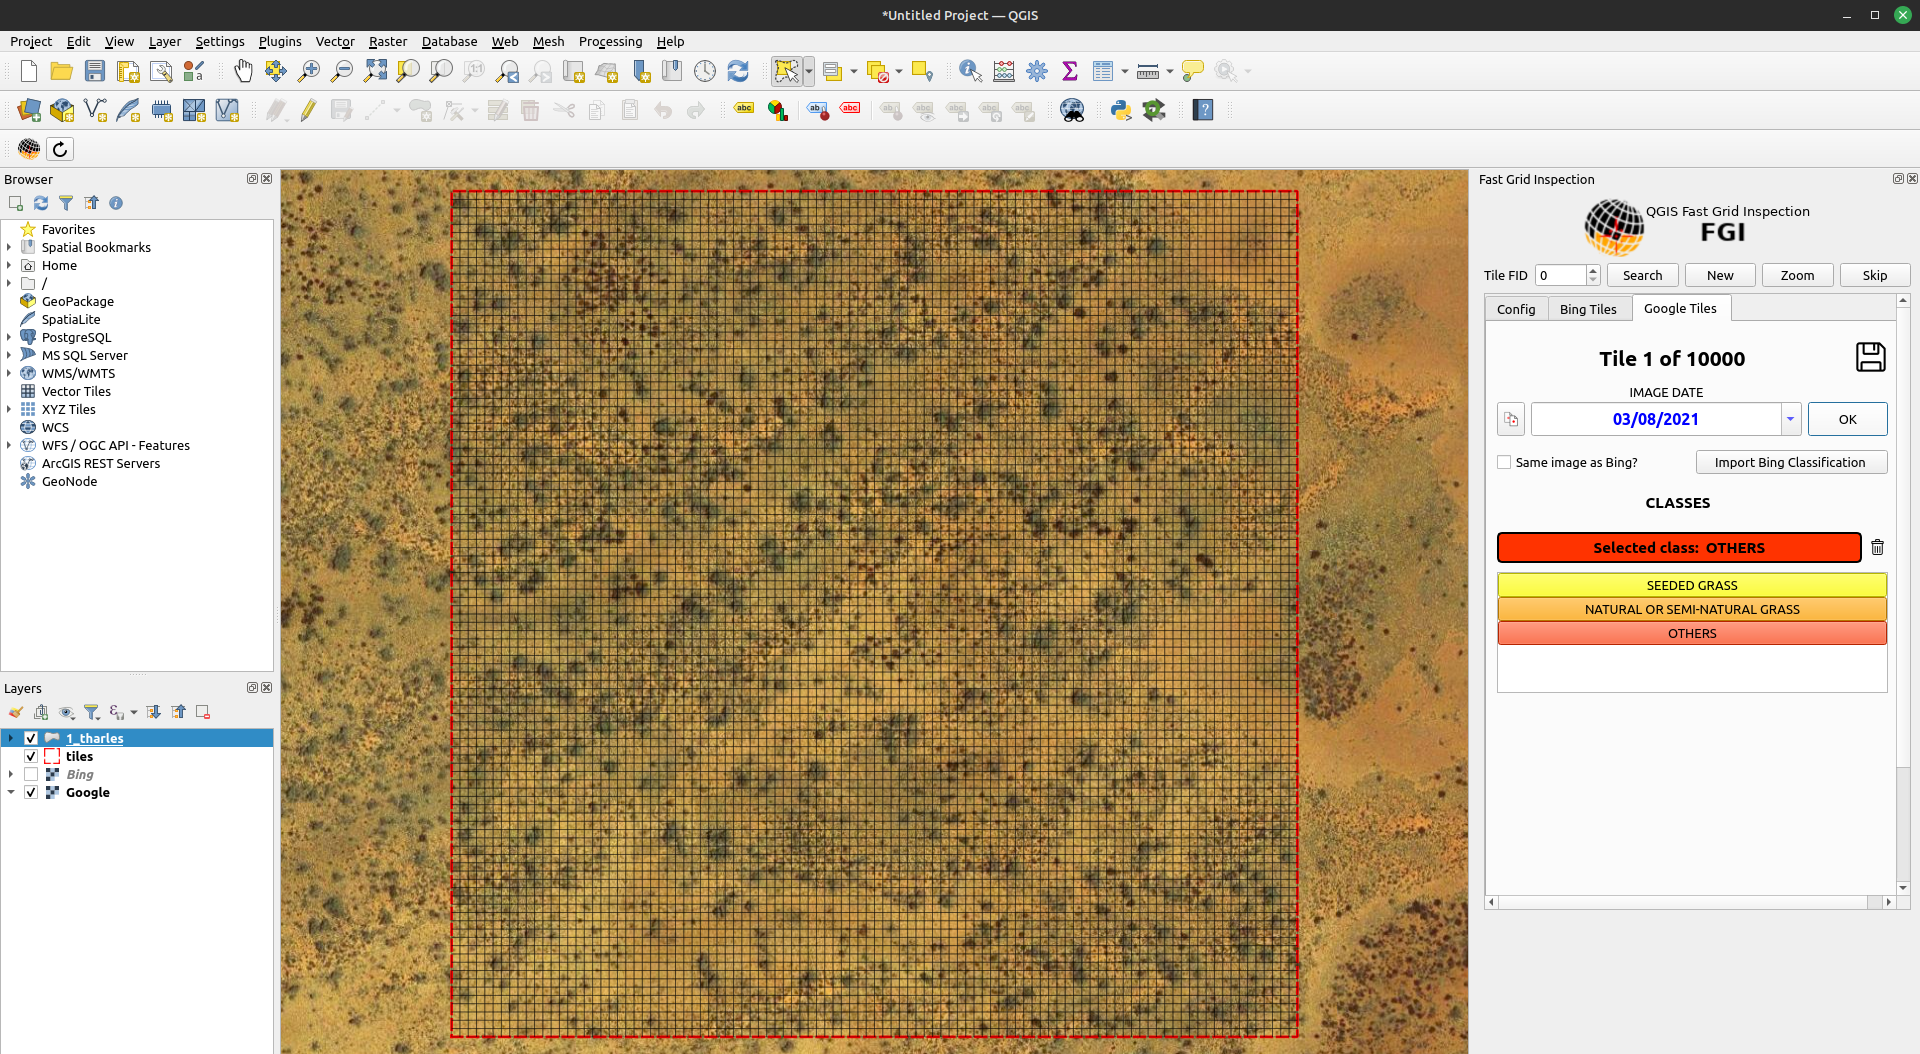 *Untitled Project — QGIS
Project Edit View Layer Settings Plugins Vector Raster Database Web Mesh Processing Help
Browser
Favorites
Spatial Bookmarks
Home
/
GeoPackage
SpatiaLite
PostgreSQL
MS SQL Server
WMS/WMTS
Vector Tiles
XYZ Tiles
WCS
WFS / OGC API - Features
ArcGIS REST Servers
GeoNode
Layers
1_tharles
tiles
Bing
Google
Fast Grid Inspection
QGIS Fast Grid Inspection
FGI
Tile FID 0 Search New Zoom Skip
Config Bing Tiles Google Tiles
Tile 1 of 10000
IMAGE DATE
03/08/2021 OK
Same image as Bing? Import Bing Classification
CLASSES
Selected class: OTHERS
SEEDED GRASS
NATURAL OR SEMI-NATURAL GRASS
OTHERS